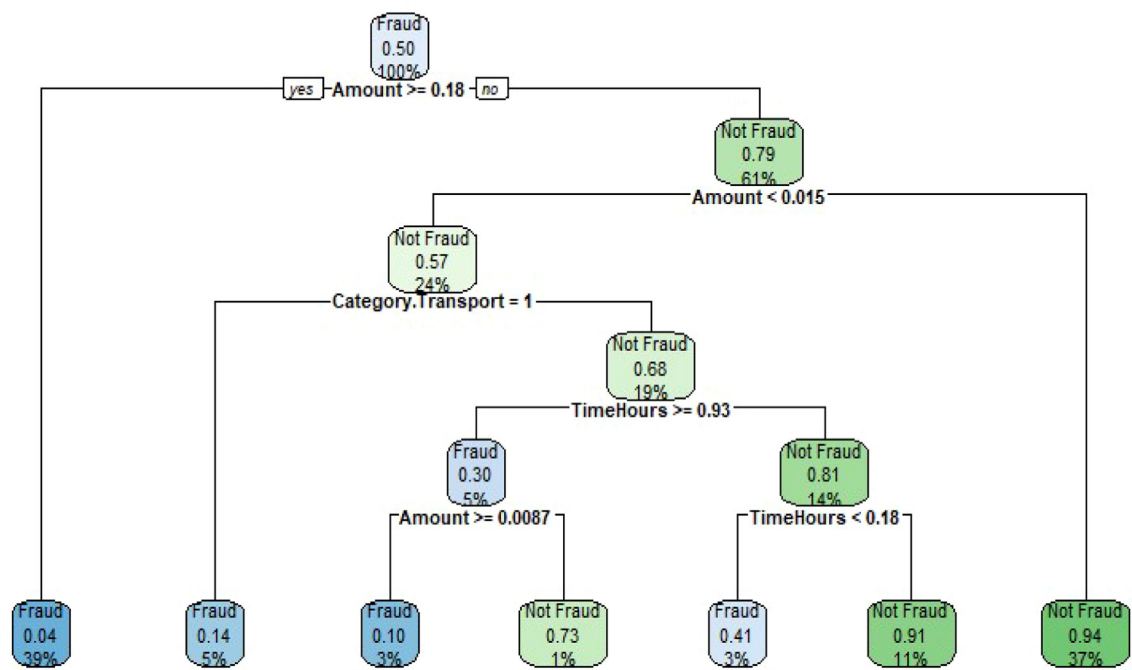 Fraud
0.50
100%
yes Amount >= 0.18 no
Not Fraud
0.79
61%
Amount < 0.015
Not Fraud
0.57
24%
Category.Transport = 1
Not Fraud
0.68
19%
TimeHours >= 0.93
Fraud
0.30
5%
Not Fraud
0.81
14%
Amount >= 0.0087
TimeHours < 0.18
Fraud
0.04
39%
Fraud
0.14
5%
Fraud
0.10
3%
Not Fraud
0.73
1%
Fraud
0.41
3%
Not Fraud
0.91
11%
Not Fraud
0.94
37%